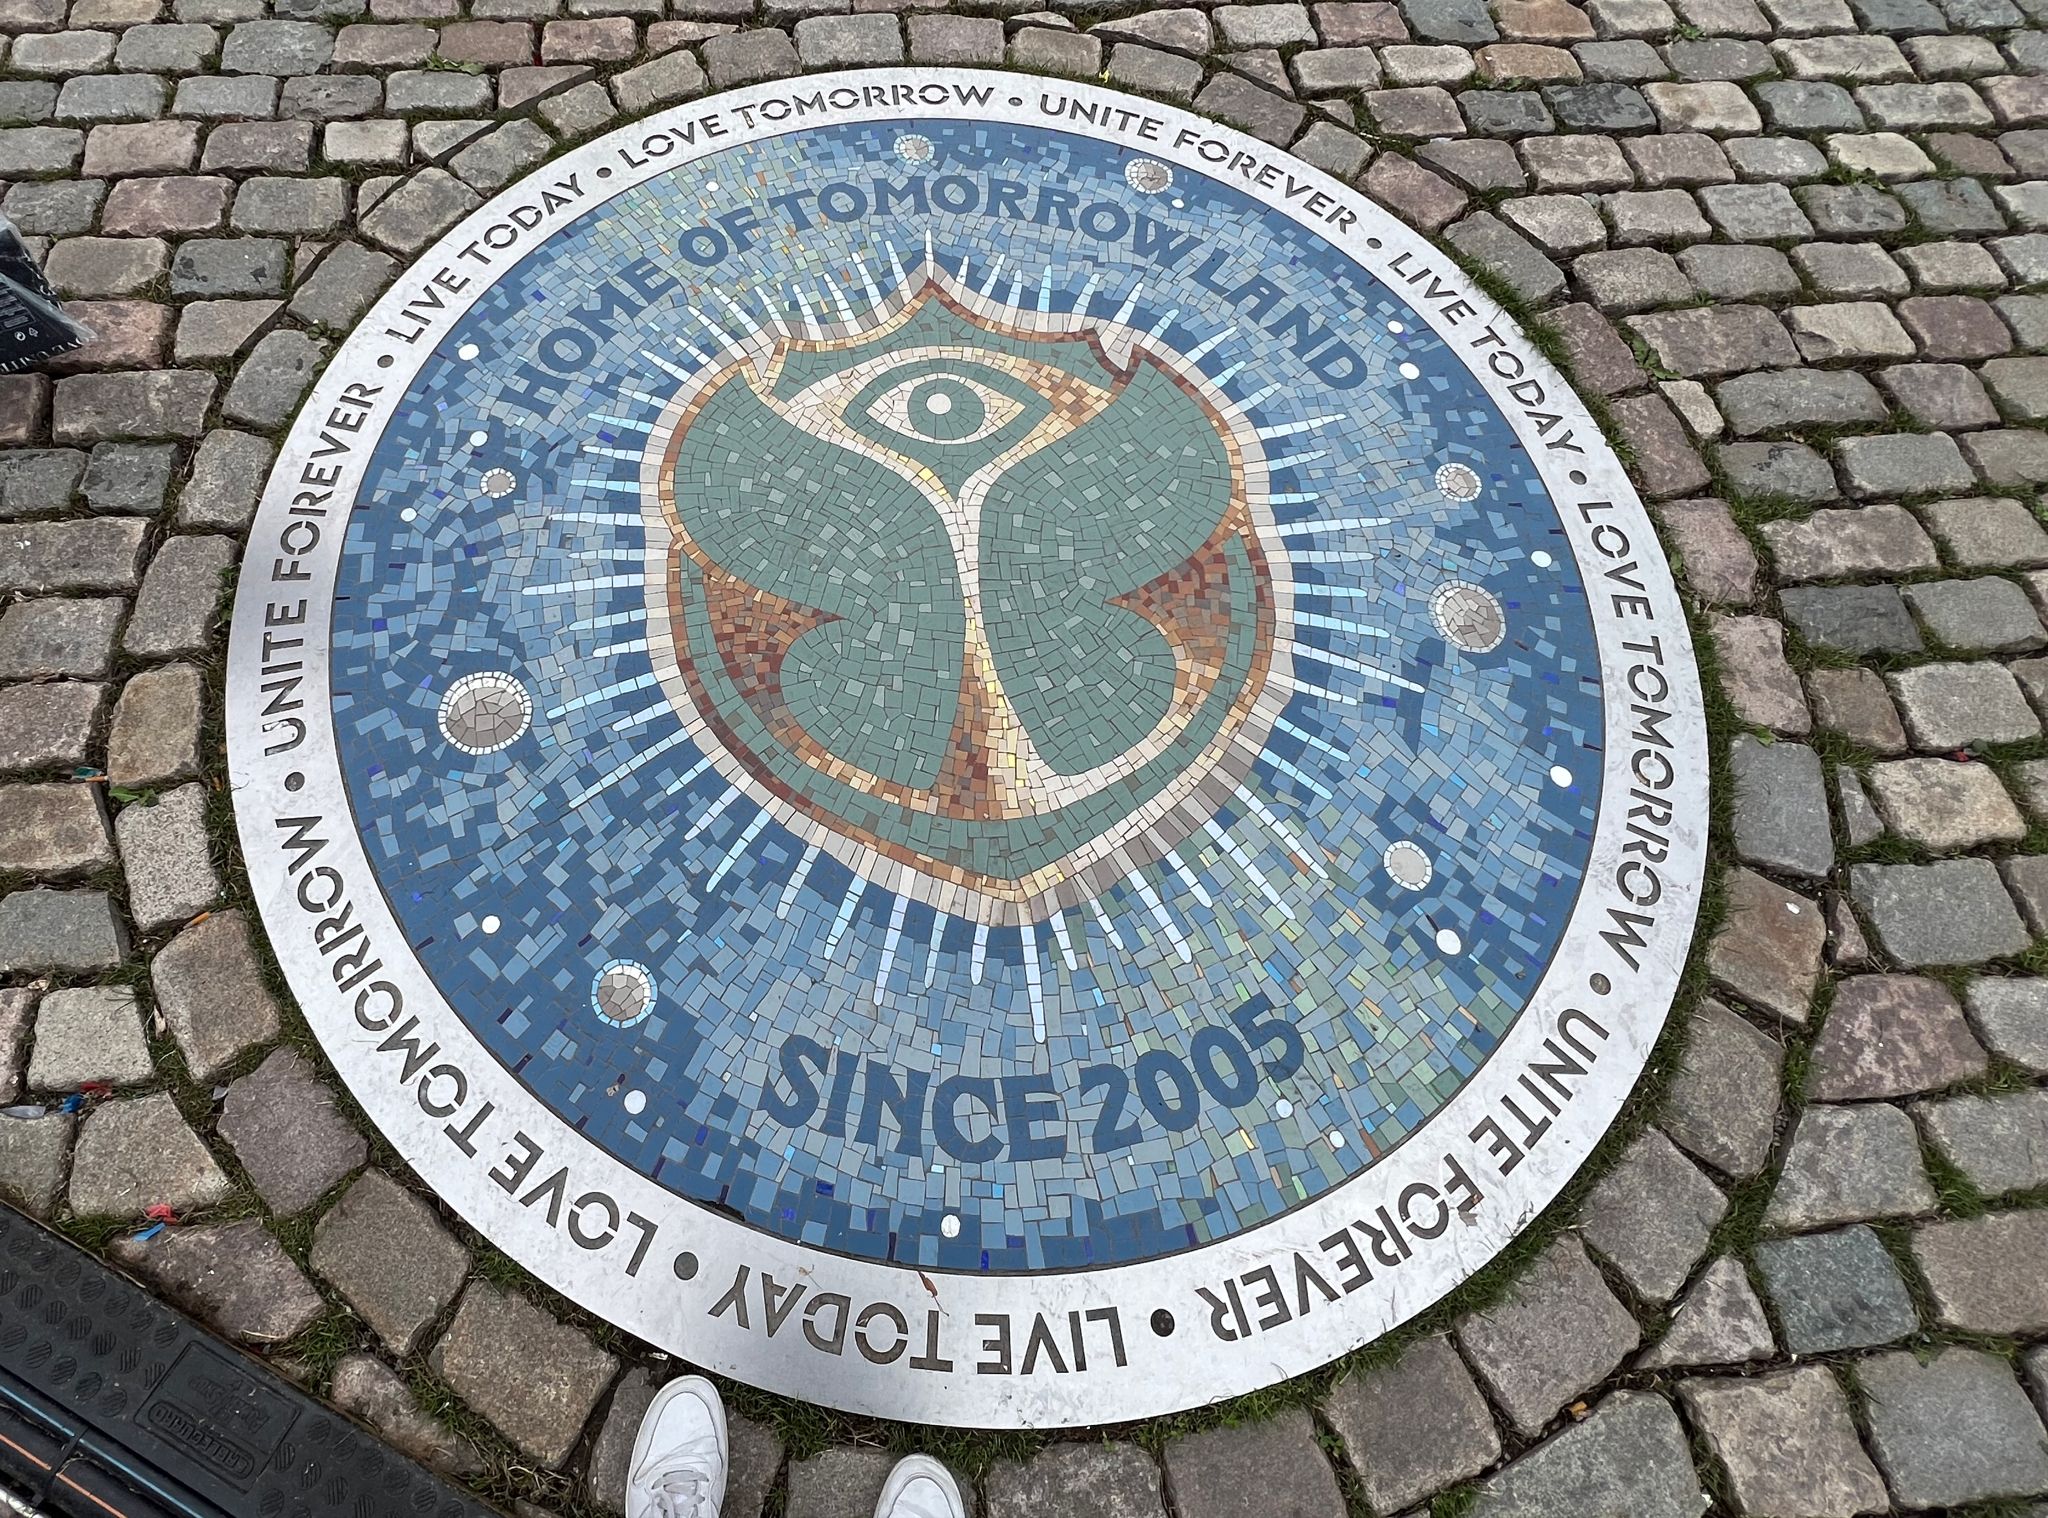 LIVE TODAY • LOVE TOMORROW • UNITE FOREVER • LIVE TODAY • LOVE TOMORROW • UNITE FOREVER • LIVE TODAY • LOVE TOMORROW • UNITE FOREVER •
HOME OF TOMORROWLAND
SINCE 2005